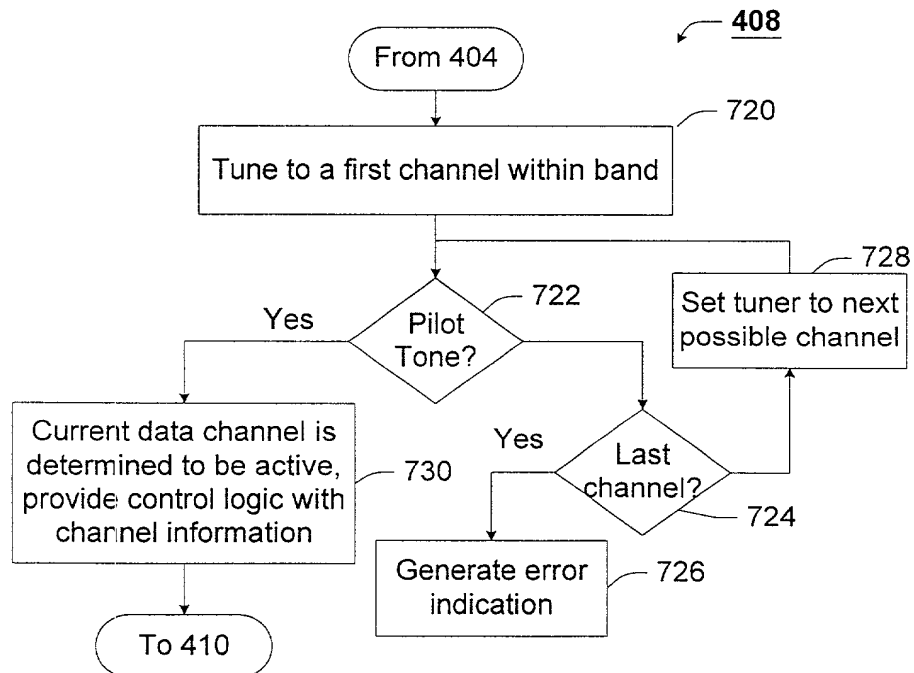 408
From 404
720
Tune to a first channel within band
728
722
Set tuner to next
possible channel
Yes
Pilot
Tone?
Current data channel is
determined to be active,
provide control logic with
channel information
730
Yes
Last
channel?
724
Generate error
indication
726
To 410